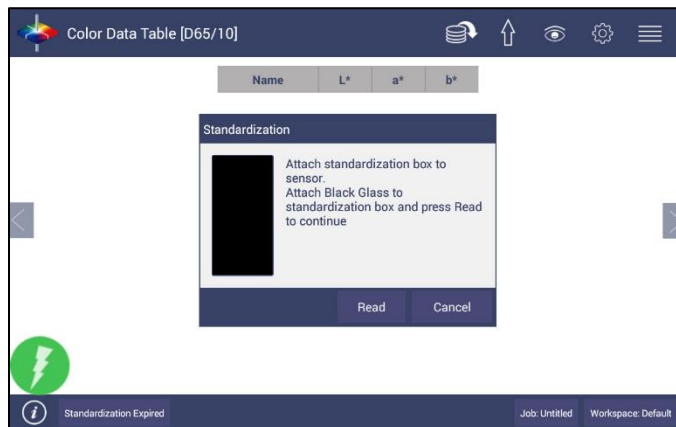 Color Data Table [D65/10]
Name L* a* b*
Standardization
Attach standardization box to
sensor.
Attach Black Glass to
standardization box and press Read
to continue
Read Cancel
i Standardization Expired Job: Untitled Workspace: Default